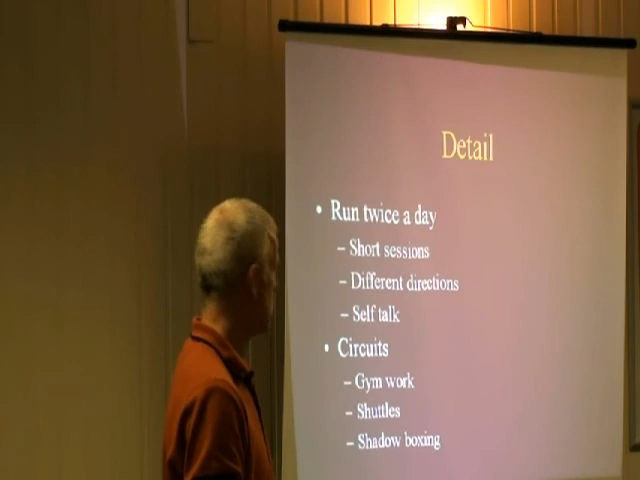 Detail
• Run twice a day
– Short sessions
– Different directions
– Self talk
• Circuits
– Gym work
– Shuttles
– Shadow boxing